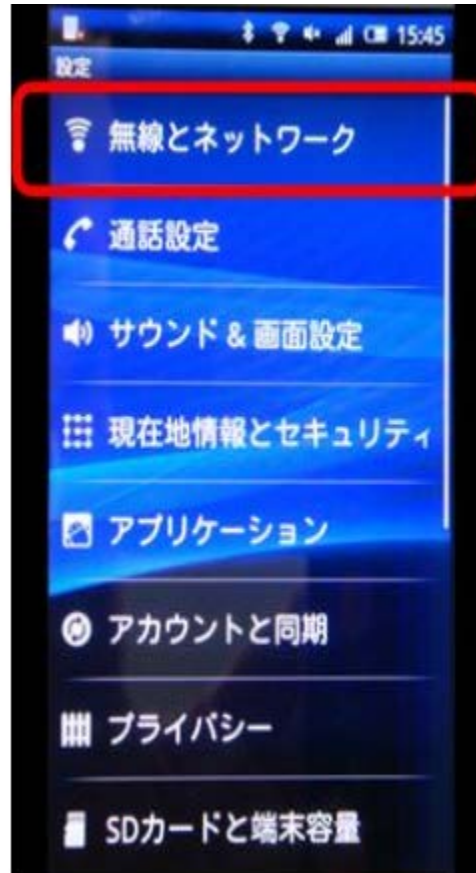 15:45
設定
無線とネットワーク
通話設定
サウンド & 画面設定
現在地情報とセキュリティ
アプリケーション
アカウントと同期
プライバシー
SDカードと端末容量